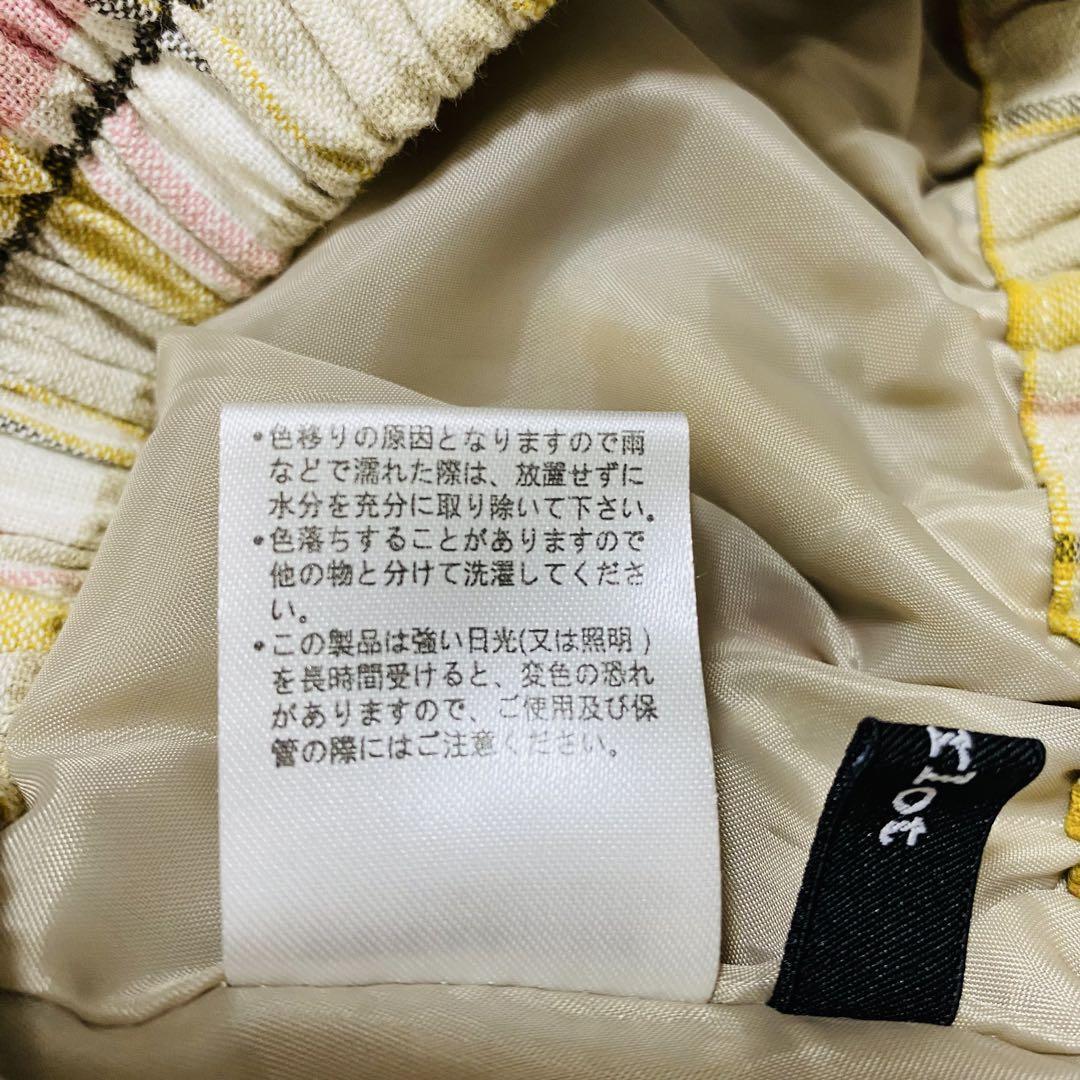 •色移りの原因となりますので雨
などで濡れた際は、放置せずに
水分を充分に取り除いて下さい。
•色落ちすることがありますので
他の物と分けて洗濯してくださ
い。
•この製品は強い日光(又は照明)
を長時間受けると、変色の恐れ
がありますので、ご使用及び保
管の際にはご注意ください。